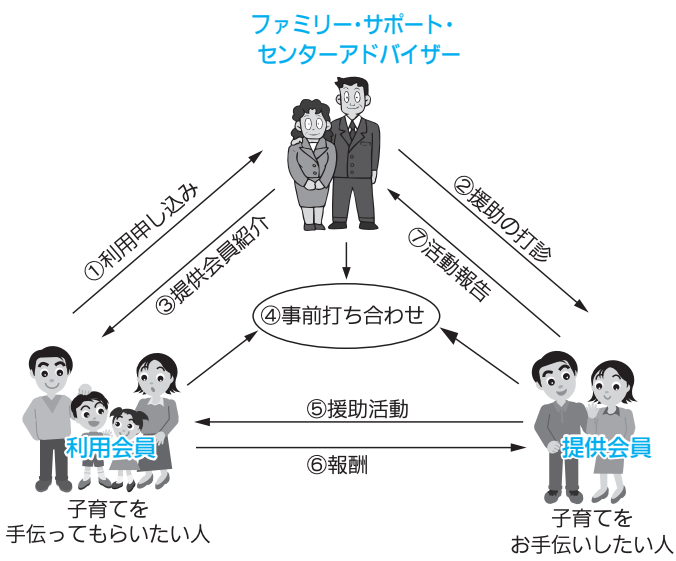 ファミリー・サポート・
センターアドバイザー
①利用申し込み
②援助の打診
③提供会員紹介
⑦活動報告
④事前打ち合わせ
⑤援助活動
⑥報酬
利用会員
子育てを
手伝ってもらいたい人
提供会員
子育てを
お手伝いしたい人